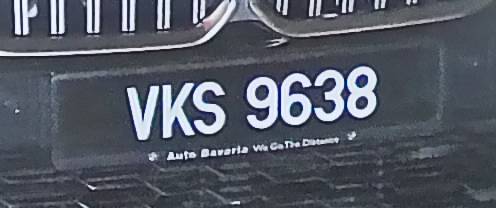 VKS 9638
Auto Bavaria We Go The Distance